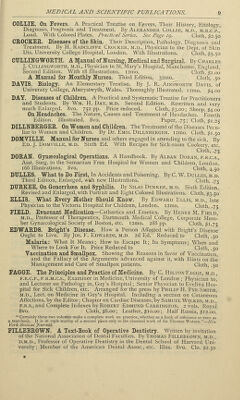 MEDICAL AND SCIENTIFIC PUBLICATIONS. 9
COLLIE, On Fevers. A Practical Treatise on Fevers, Their History, Etiology,
Diagnosis, Prognosis and Treatment. By ALEXANDER COLLIE, M.D., M.R.C.P.,
Lond. With Colored Plates. Practical Series. See Page 19. Cloth, $2.50
CROCKER. Diseases of the Skin. Their Description, Pathology, Diagnosis and
Treatment. By H. RADCLIFFE CROCKER, M.D., Physician to the Dept. of Skin
Dis. University College Hospital, London. With Illustrations. Cloth, $5.50
CULLINGWORTH. A Manual of Nursing, Medical and Surgical. By CHARLES
J. CULLINGWORTH, M.D., Physician to St. Mary's Hospital, Manchester, England.
Second Edition. With 18 Illustrations. 12mo. Cloth, $1.00
A Manual for Monthly Nurses. Third Edition. 32mo. Cloth, .50
DAVIS. Biology. An Elementary Treatise. By J. AINSWORTH DAVIS, of
University College, Aberystwyth, Wales. Thoroughly Illustrated. 12mo. $4.00
DAY. Diseases of Children. A Practical and Systematic Treatise for Practitioners
and Students. By WM. H. DAY, M.D. Second Edition. Rewritten and very
much Enlarged. 8vo. 752 pp. Price reduced. Cloth, $3.00; Sheep, $4.00
On Headaches. The Nature, Causes and Treatment of Headaches. Fourth
Edition. Illustrated. 8vo. Paper, .75; Cloth, $1.25
DILLNBERGER. On Women and Children. The Treatment of the Diseases Pecu-
liar to Women and Children. By DR. EMIL DILLNBERGER. 12mo. Cloth, $1.50
DOMVILLE. Manual for Nurses and others engaged in attending to the sick. By
ED. J. DOMVILLE, M.D. Sixth Ed. With Recipes for Sick-room Cookery, etc.
Cloth, .75
DORAN. Gynæcological Operations. A Handbook. By ALBAN DORAN, F.R.C.S.,
Asst. Surg. to the Samaritan Free Hospital for Women and Children, London.
166 Illustrations. 8vo. Cloth, 4.50
DULLES. What to Do First, In Accidents and Poisoning. By C. W. DULLES, M.D.
Third Edition, Enlarged, with new Illustrations. Cloth, .75
DURKEE, On Gonorrhœa and Syphilis. By SILAS DURKEE, M.D. Sixth Edition.
Revised and Enlarged, with Portrait and Eight Colored Illustrations. Cloth, $3.50
ELLIS. What Every Mother Should Know. By EDWARD ELLIS, M.D., late
Physician to the Victoria Hospital for Children, London. 12mo. Cloth, .75
FIELD. Evacuant Medication—Cathartics and Emetics. By HENRY M. FIELD,
M.D., Professor of Therapeutics, Dartmouth Medical College, Corporate Mem-
ber Gynæcological Society of Boston, etc. 12mo. 288 pp. Cloth, $1.75
EDWARDS. Bright's Disease. How a Person Affected with Bright's Disease
Ought to Live. By JOS. F. EDWARDS, M.D. 2d Ed. Reduced to Cloth, .50
Malaria: What It Means; How to Escape It; Its Symptoms; When and
Where to Look For It. Price Reduced to Cloth, .50
Vaccination and Smallpox. Showing the Reasons in favor of Vaccination,
and the Fallacy of the Arguments advanced against it, with Hints on the
Management and Care of Smallpox patients. Cloth, .50
FAGGE. The Principles and Practice of Medicine. By C. HILTON FAGGE, M.D.,
F.R.C.P., F.R.M.C.S., Examiner in Medicine, University of London; Physician to,
and Lecturer on Pathology in, Guy's Hospital; Senior Physician to Evelina Hos-
pital for Sick Children, etc. Arranged for the press by PHILIP H. PYE-SMITH,
M.D., Lect. on Medicine in Guy's Hospital. Including a section on Cutaneous
Affections, by the Editor; Chapter on Cardiac Diseases, by SAMUEL WILKES, M.D.,
F.R.S., and Complete Indexes by ROBERT EDMUND CARRINGTON. 2 vols. Royal
8vo. Cloth, $8.00; Leather, $10.00; Half Russia, $12.00.
FILLEBROWN. A Text-Book of Operative Dentistry. Written by invitation
of the National Association of Dental Faculties. By THOMAS FILLEBROWN, M.D.,
D.M.D., Professor of Operative Dentistry in the Dental School of Harvard Uni-
versity; Member of the American Dental Assoc., etc. Illus. 8vo. Clo. $2.50